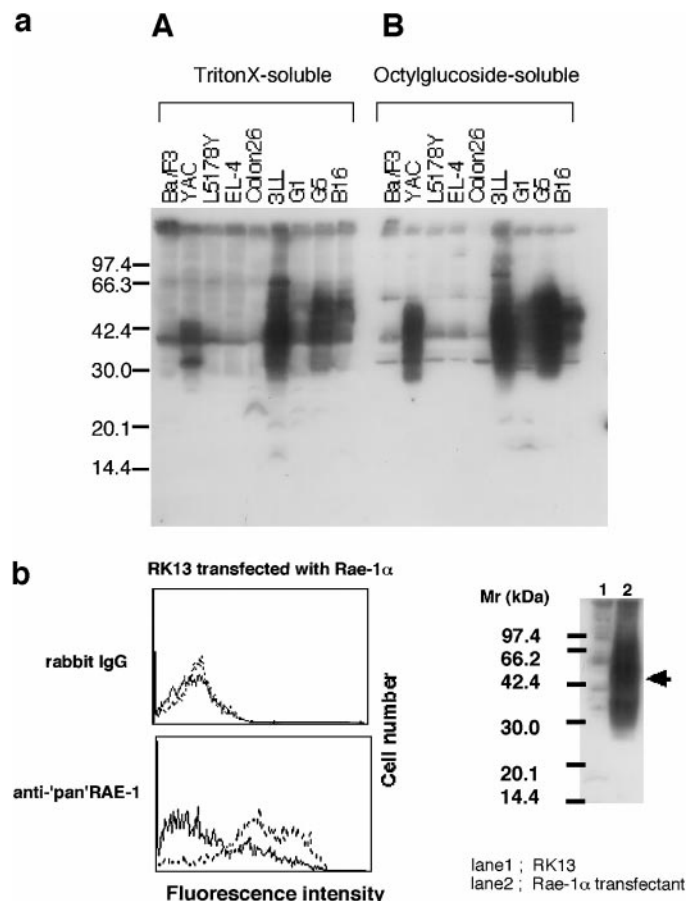 a
A
B
TritonX-soluble
Octylglucoside-soluble
Ba/F3
YAC
L5178Y
EL-4
Colon26
3LL
G1
G5
B16
Ba/F3
YAC
L5178Y
EL-4
Colon26
3LL
G1
G5
B16
97.4
66.3
42.4
30.0
20.1
14.4
b
RK13 transfected with Rae-1α
rabbit IgG
anti-'pan'RAE-1
Cell number
Fluorescence intensity
Mr (kDa)
1 2
97.4
66.2
42.4
30.0
20.1
14.4
lane1 ; RK13
lane2 ; Rae-1α transfectant